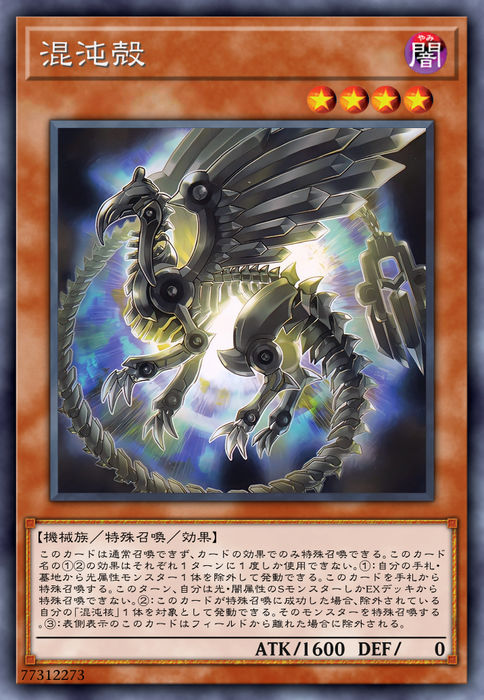 混沌殻
やみ
闇
【機械族／特殊召喚／効果】
このカードは通常召喚できず、カードの効果でのみ特殊召喚できる。このカード
名の①②の効果はそれぞれ１ターンに１度しか使用できない。①：自分の手札・
墓地から光属性モンスター１体を除外して発動できる。このカードを手札から
特殊召喚する。このターン、自分は光・闇属性のSモンスターしかEXデッキから
特殊召喚できない。②：このカードが特殊召喚に成功した場合、除外されている
自分の「混沌核」１体を対象として発動できる。そのモンスターを特殊召喚する。
③：表側表示のこのカードはフィールドから離れた場合に除外される。
ATK/1600 DEF/ 0
77312273